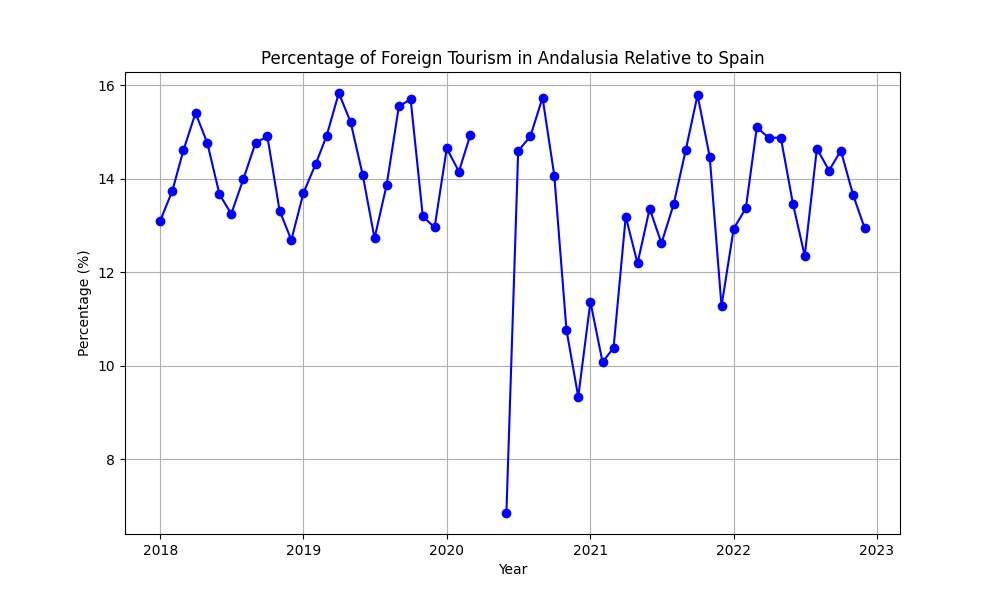 Percentage of Foreign Tourism in Andalusia Relative to Spain
16
14
12
10
8
Percentage (%)
2018 2019 2020 2021 2022 2023
Year